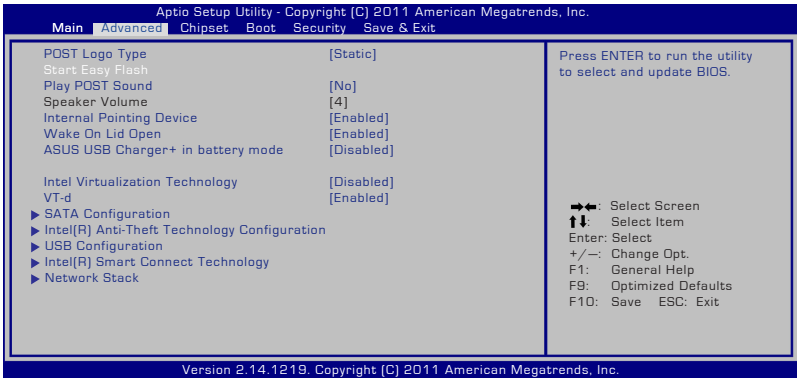 Aptio Setup Utility - Copyright (C) 2011 American Megatrends, Inc.
Main Advanced Chipset Boot Security Save & Exit
POST Logo Type [Static]
Start Easy Flash
Play POST Sound [No]
Speaker Volume [4]
Internal Pointing Device [Enabled]
Wake On Lid Open [Enabled]
ASUS USB Charger+ in battery mode [Disabled]
Intel Virtualization Technology [Disabled]
VT-d [Enabled]
▶ SATA Configuration
▶ Intel(R) Anti-Theft Technology Configuration
▶ USB Configuration
▶ Intel(R) Smart Connect Technology
▶ Network Stack
Press ENTER to run the utility
to select and update BIOS.
→←: Select Screen
↑↓: Select Item
Enter: Select
+/—: Change Opt.
F1: General Help
F9: Optimized Defaults
F10: Save ESC: Exit
Version 2.14.1219. Copyright (C) 2011 American Megatrends, Inc.